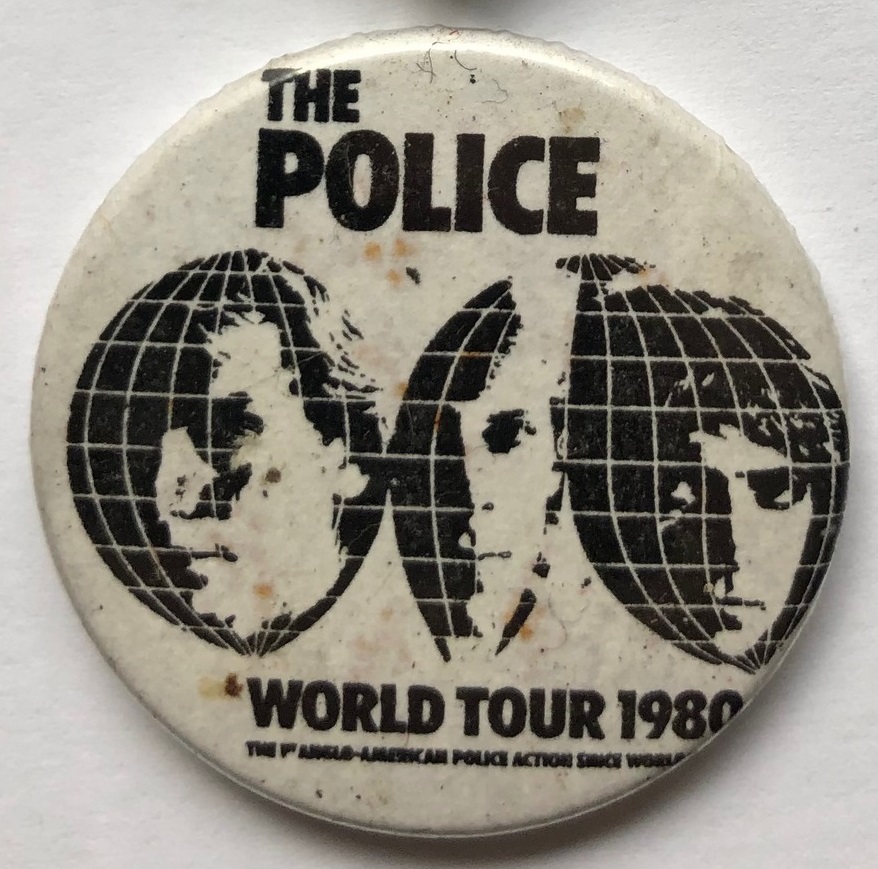 THE
POLICE
WORLD TOUR 1980
THE 1ST ANGLO-AMERICAN POLICE ACTION SINCE WORLD